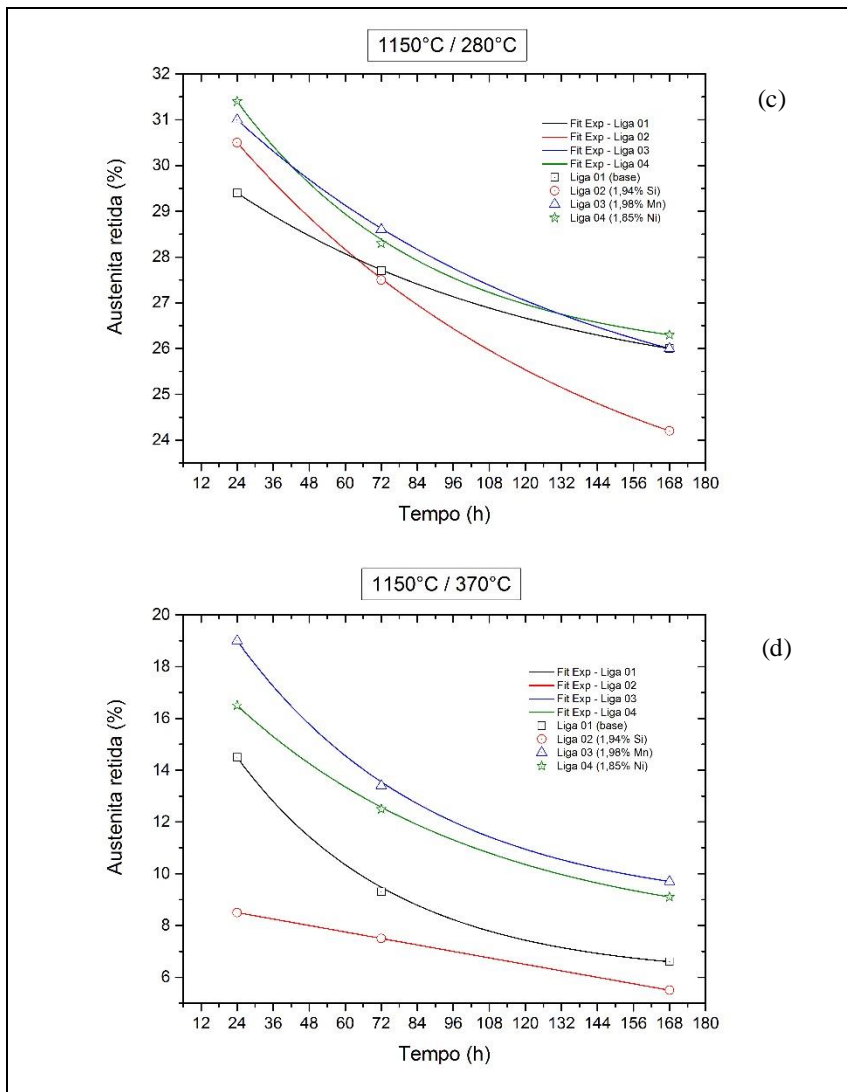 1150°C / 280°C
(c)
32
31
30
29
28
27
26
25
24
Austenita retida (%)
Fit Exp - Liga 01
Fit Exp - Liga 02
Fit Exp - Liga 03
Fit Exp - Liga 04
Liga 01 (base)
Liga 02 (1,94% Si)
Liga 03 (1,98% Mn)
Liga 04 (1,85% Ni)
12 24 36 48 60 72 84 96 108 120 132 144 156 168 180
Tempo (h)
1150°C / 370°C
(d)
20
18
16
14
12
10
8
6
Austenita retida (%)
Fit Exp - Liga 01
Fit Exp - Liga 02
Fit Exp - Liga 03
Fit Exp - Liga 04
Liga 01 (base)
Liga 02 (1,94% Si)
Liga 03 (1,98% Mn)
Liga 04 (1,85% Ni)
12 24 36 48 60 72 84 96 108 120 132 144 156 168 180
Tempo (h)